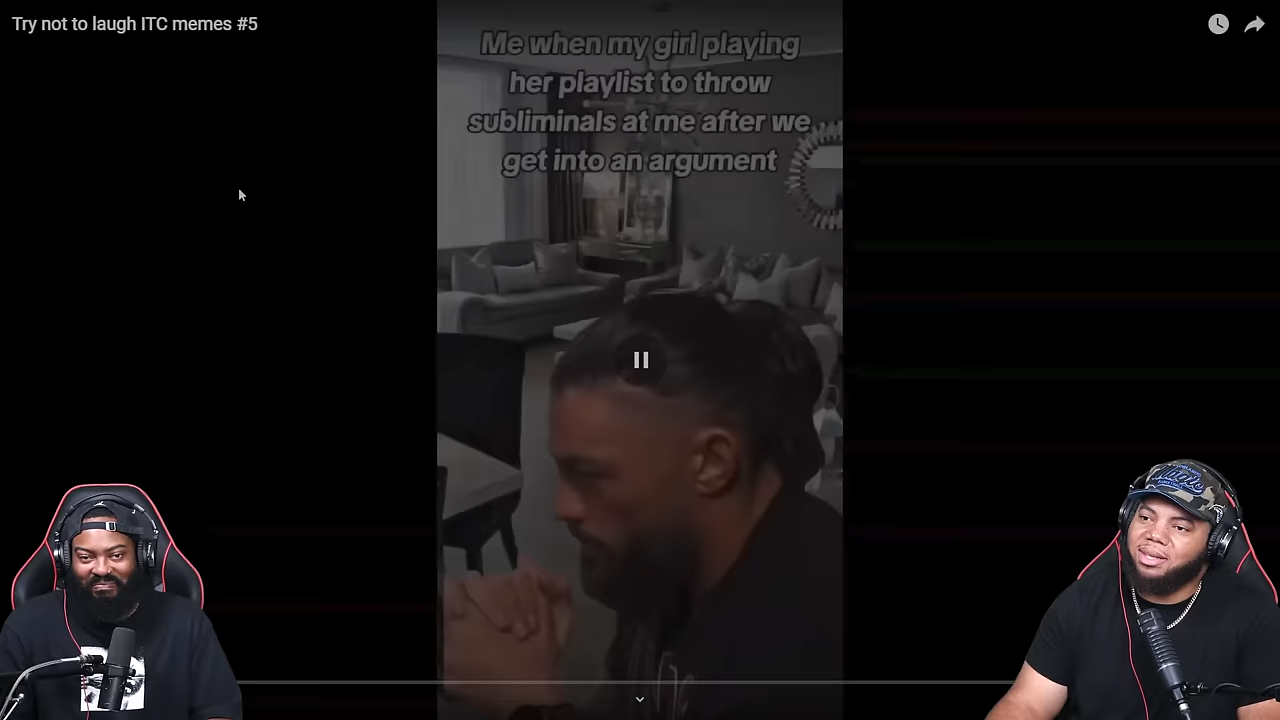 Try not to laugh ITC memes #5
Me when my girl playing
her playlist to throw
subliminals at me after we
get into an argument